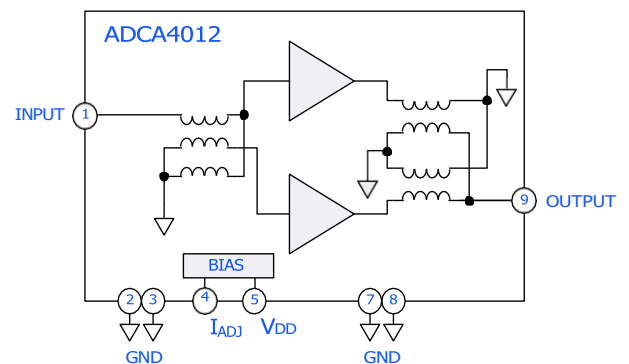 ADCA4012
INPUT
1
9
OUTPUT
BIAS
2
3
4
5
7
8
IADJ
VDD
GND
GND